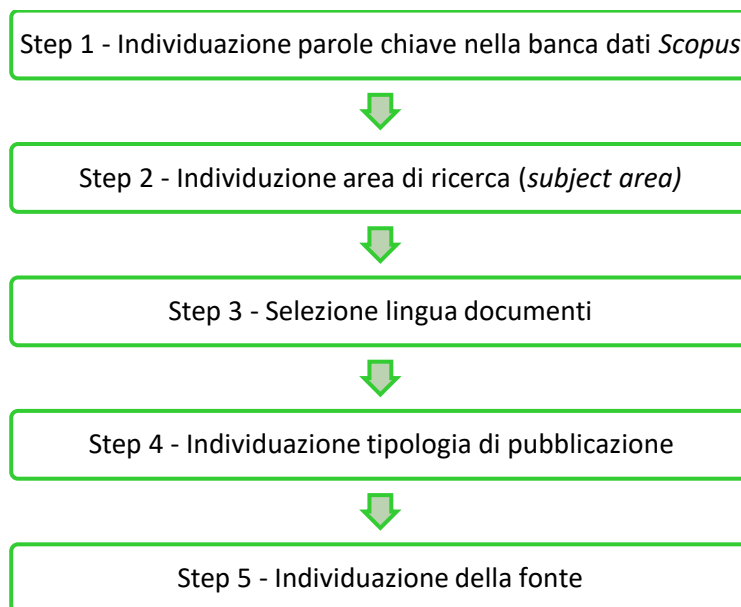 Step 1 - Individuazione parole chiave nella banca dati Scopus
Step 2 - Individuzione area di ricerca (subject area)
Step 3 - Selezione lingua documenti
Step 4 - Individuazione tipologia di pubblicazione
Step 5 - Individuazione della fonte